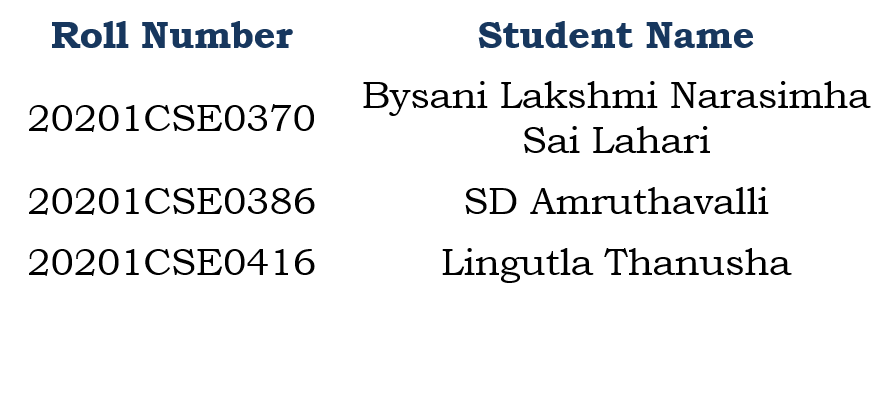 Roll Number Student Name
20201CSE0370 Bysani Lakshmi Narasimha
Sai Lahari
20201CSE0386 SD Amruthavalli
20201CSE0416 Lingutla Thanusha